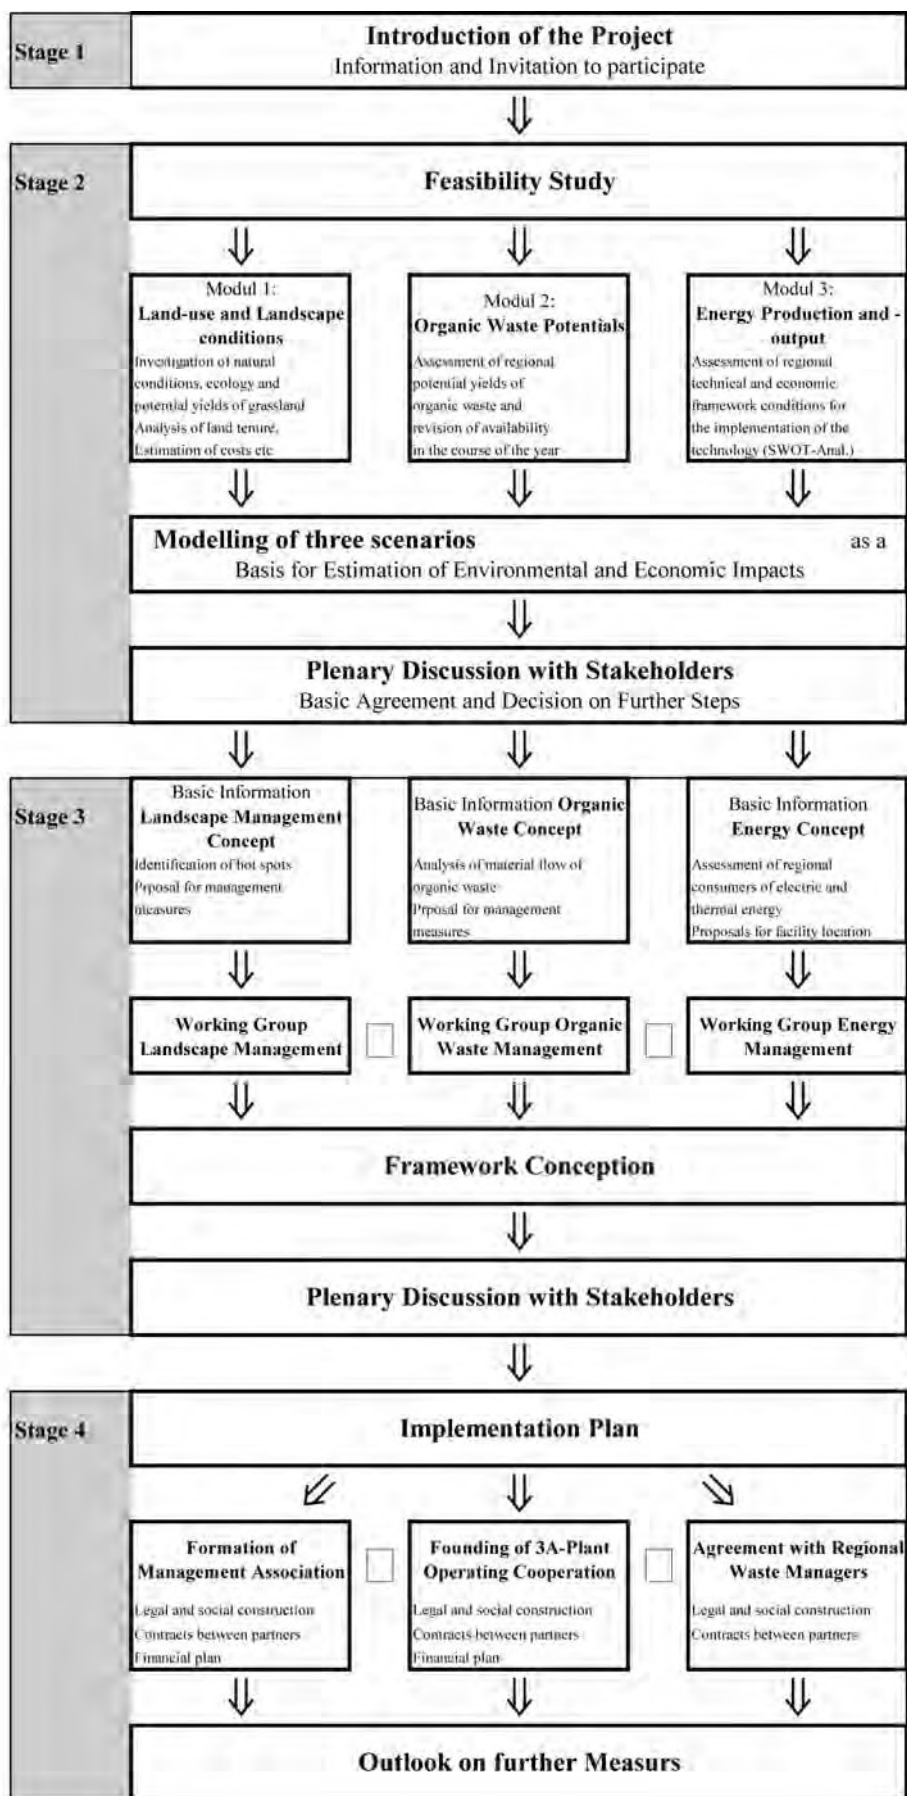 Stage 1
Introduction of the Project
Information and Invitation to participate
Stage 2
Feasibility Study
Modul 1:
Land-use and Landscape
conditions
Investigation of natural
conditions, ecology and
potential yields of grassland
Analysis of land tenure,
Estimation of costs etc
Modul 2:
Organic Waste Potentials
Assessment of regional
potential yields of
organic waste and
revision of availability
in the course of the year
Modul 3:
Energy Production and -
output
Assessment of regional
technical and economic
framework conditions for
the implementation of the
technology (SWOT-Anal.)
Modelling of three scenarios as a
Basis for Estimation of Environmental and Economic Impacts
Plenary Discussion with Stakeholders
Basic Agreement and Decision on Further Steps
Stage 3
Basic Information
Landscape Management
Concept
Identification of hot spots
Prposal for management
measures
Basic Information Organic
Waste Concept
Analysis of material flow of
organic waste
Prposal for management
measures
Basic Information
Energy Concept
Assessment of regional
consumers of electric and
thermal energy
Proposals for facility location
Working Group
Landscape Management
Working Group Organic
Waste Management
Working Group Energy
Management
Framework Conception
Plenary Discussion with Stakeholders
Stage 4
Implementation Plan
Formation of
Management Association
Legal and social construction
Contracts between partners
Financial plan
Founding of 3A-Plant
Operating Cooperation
Legal and social construction
Contracts between partners
Financial plan
Agreement with Regional
Waste Managers
Legal and social construction
Contracts between partners
Outlook on further Measurs